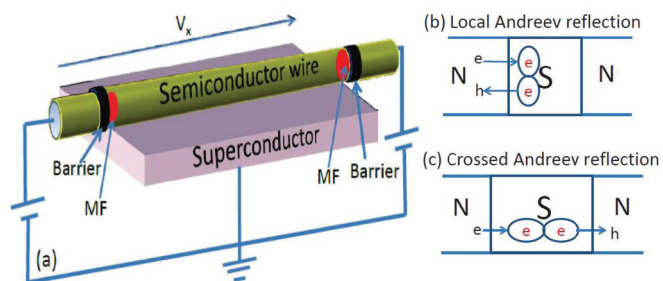 Vx
Semiconductor wire
Superconductor
Barrier
MF
MF
Barrier
(a)
(b) Local Andreev reflection
N
e
h
e
e
S
N
(c) Crossed Andreev reflection
N
S
N
e
e
e
h